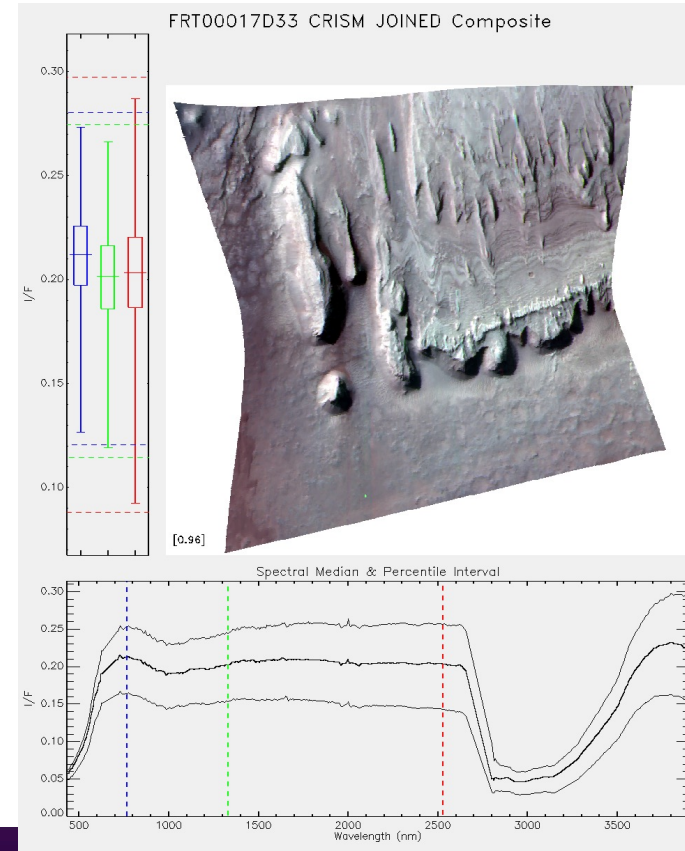 FRT00017D33 CRISM JOINED Composite
0.30
0.25
0.20
0.15
0.10
I/F
[0.96]
Spectral Median & Percentile Interval
0.30
0.25
0.20
0.15
0.10
0.05
0.00
I/F
500 1000 1500 2000 2500 3000 3500
Wavelength (nm)